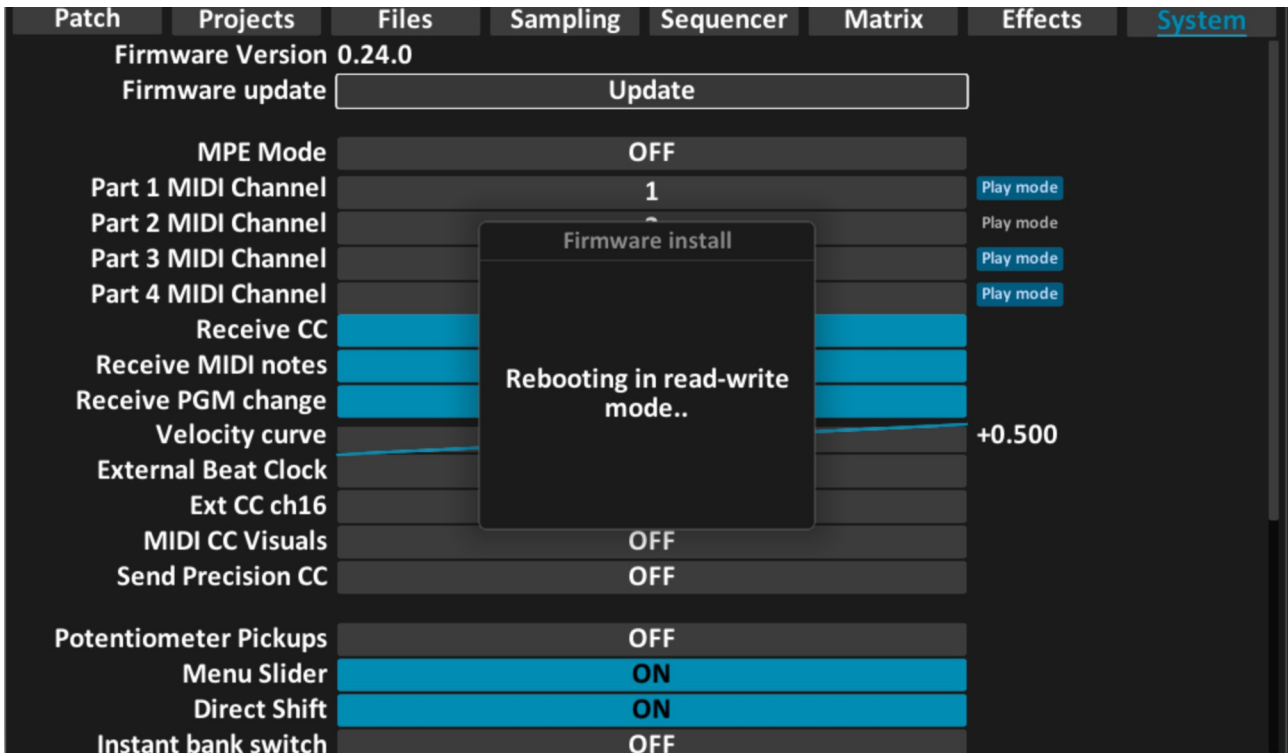 Patch Projects Files Sampling Sequencer Matrix Effects System
Firmware Version 0.24.0
Firmware update Update
MPE Mode OFF
Part 1 MIDI Channel 1 Play mode
Part 2 MIDI Channel Play mode
Firmware install
Part 3 MIDI Channel Play mode
Part 4 MIDI Channel Play mode
Receive CC
Receive MIDI notes
Rebooting in read-write
mode..
Receive PGM change
Velocity curve +0.500
External Beat Clock
Ext CC ch16
MIDI CC Visuals OFF
Send Precision CC OFF
Potentiometer Pickups OFF
Menu Slider ON
Direct Shift ON
Instant bank switch OFF